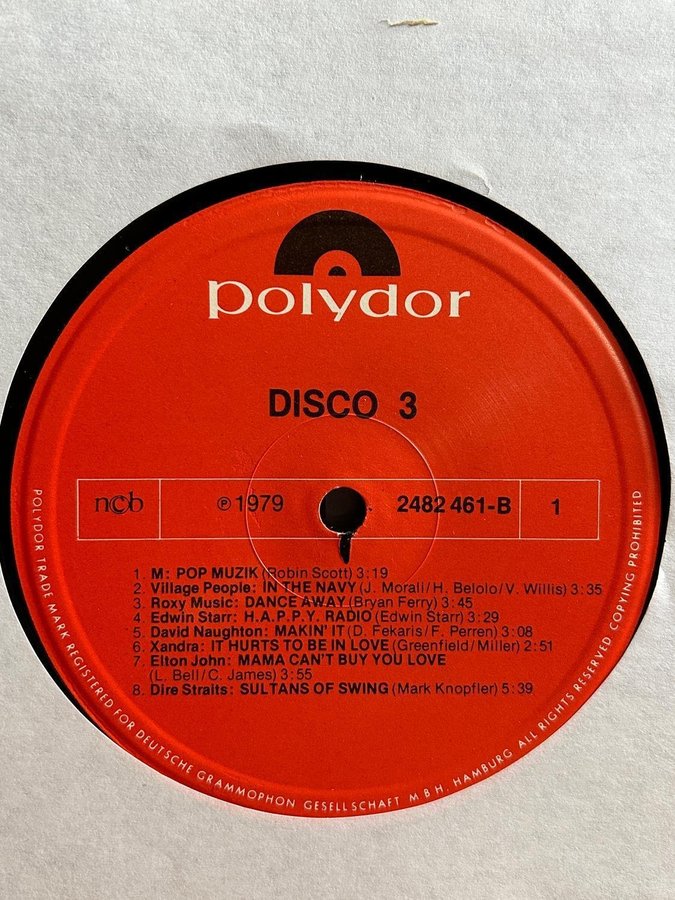 polydor
DISCO 3
ncb ℗ 1979 2482 461-B 1
1. M: POP MUZIK (Robin Scott) 3:19
2. Village People: IN THE NAVY (J. Morali/H. Belolo/V. Willis) 3:35
3. Roxy Music: DANCE AWAY (Bryan Ferry) 3:45
4. Edwin Starr: H.A.P.P.Y. RADIO (Edwin Starr) 3:29
5. David Naughton: MAKIN' IT (D. Fekaris/F. Perren) 3:08
6. Xandra: IT HURTS TO BE IN LOVE (Greenfield/Miller) 2:51
7. Elton John: MAMA CAN'T BUY YOU LOVE
(L. Bell/C. James) 3:55
8. Dire Straits: SULTANS OF SWING (Mark Knopfler) 5:39
POLYDOR TRADE MARK REGISTERED FOR DEUTSCHE GRAMMOPHON GESELLSCHAFT M B H. HAMBURG ALL RIGHTS RESERVED COPYING PROHIBITED